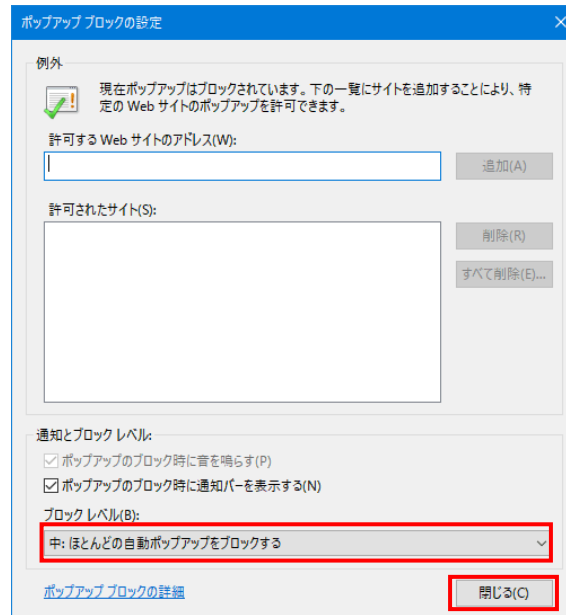 ポップアップ ブロックの設定
例外
現在ポップアップはブロックされています。下の一覧にサイトを追加することにより、特
定の Web サイトのポップアップを許可できます。
許可する Web サイトのアドレス(W):
追加(A)
許可されたサイト(S):
削除(R)
すべて削除(E)...
通知とブロック レベル:
ポップアップのブロック時に音を鳴らす(P)
ポップアップのブロック時に通知バーを表示する(N)
ブロック レベル(B):
中: ほとんどの自動ポップアップをブロックする
ポップアップ ブロックの詳細
閉じる(C)